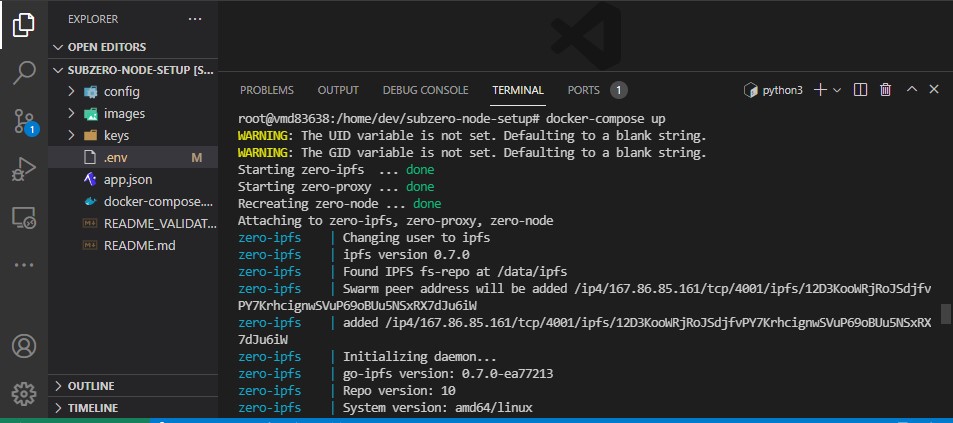 EXPLORER ...
OPEN EDITORS
SUBZERO-NODE-SETUP [S...
config
images
keys
.env M
app.json
docker-compose....
README_VALIDAT...
README.md
OUTLINE
TIMELINE
1
PROBLEMS OUTPUT DEBUG CONSOLE TERMINAL PORTS 1 python3
root@vmd83638:/home/dev/subzero-node-setup# docker-compose up
WARNING: The UID variable is not set. Defaulting to a blank string.
WARNING: The GID variable is not set. Defaulting to a blank string.
Starting zero-ipfs  ... done
Starting zero-proxy ... done
Recreating zero-node ... done
Attaching to zero-ipfs, zero-proxy, zero-node
zero-ipfs | Changing user to ipfs
zero-ipfs | ipfs version 0.7.0
zero-ipfs | Found IPFS fs-repo at /data/ipfs
zero-ipfs | Swarm peer address will be added /ip4/167.86.85.161/tcp/4001/ipfs/12D3KooWRjRoJSdjfv
PY7KrhcignwSVuP69oBUu5NSxRX7dJu6iW
zero-ipfs | added /ip4/167.86.85.161/tcp/4001/ipfs/12D3KooWRjRoJSdjfvPY7KrhcignwSVuP69oBUu5NSxRX
7dJu6iW
zero-ipfs | Initializing daemon...
zero-ipfs | go-ipfs version: 0.7.0-ea77213
zero-ipfs | Repo version: 10
zero-ipfs | System version: amd64/linux